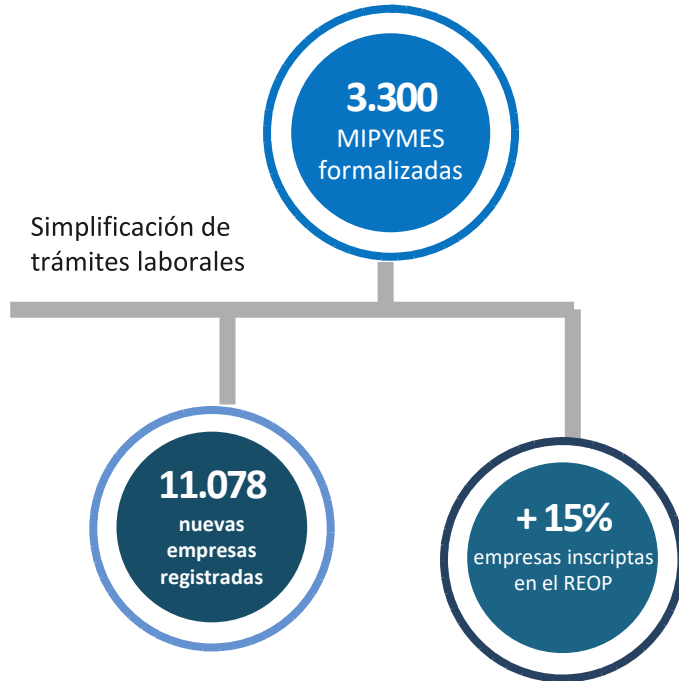 3.300
MIPYMES
formalizadas
Simplificación de
trámites laborales
11.078
nuevas
empresas
registradas
+ 15%
empresas inscriptas
en el REOP